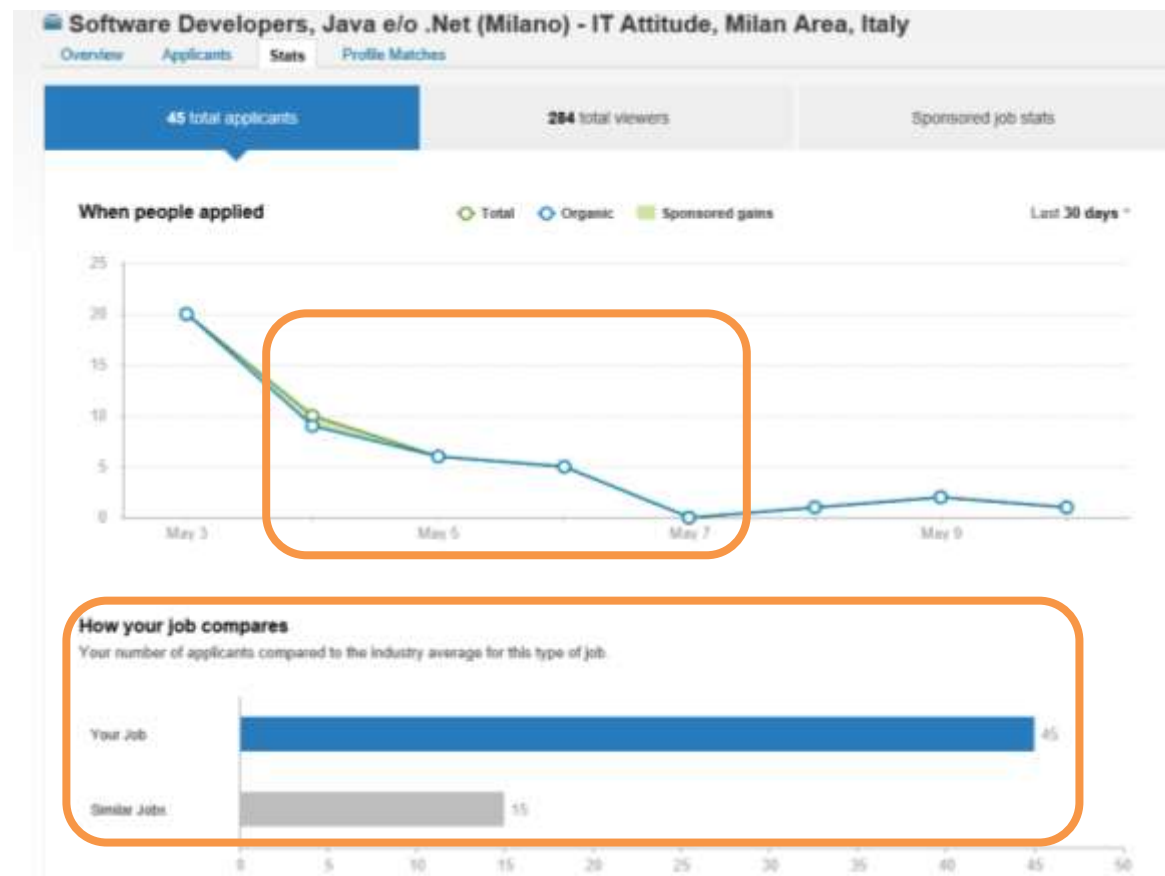 Software Developers, Java e/o .Net (Milano) - IT Attitude, Milan Area, Italy
Overview Applicants Stats Profile Matches
45 total applicants 284 total viewers Sponsored job stats
When people applied Total Organic Sponsored gains Last 30 days
25
20
15
10
5
0
May 3 May 5 May 7 May 9
How your job compares
Your number of applicants compared to the industry average for this type of job.
Your Job 45
Similar Jobs 15
0 5 10 15 20 25 30 35 40 45 50